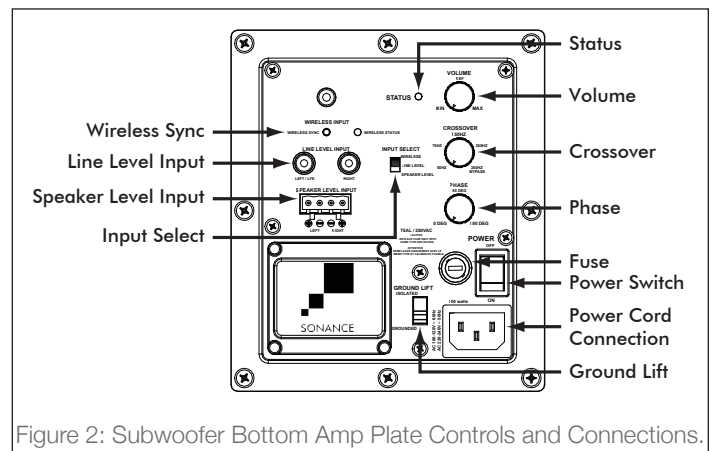 Status
Volume
Crossover
Phase
Fuse
Power Switch
Power Cord
Connection
Ground Lift
Wireless Sync
Line Level Input
Speaker Level Input
Input Select
STATUS
VOLUME
REF
MIN
MAX
WIRELESS INPUT
WIRELESS SYNC
WIRELESS STATUS
LINE LEVEL INPUT
LEFT / LFE
RIGHT
INPUT SELECT
WIRELESS
LINE LEVEL
SPEAKER LEVEL
CROSSOVER
150HZ
75HZ
200HZ
50HZ
250HZ
BYPASS
SPEAKER LEVEL INPUT
LEFT
RIGHT
PHASE
90 DEG
0 DEG
180 DEG
POWER
OFF
ON
GROUND LIFT
ISOLATED
GROUNDED
SONANCE
Figure 2: Subwoofer Bottom Amp Plate Controls and Connections.